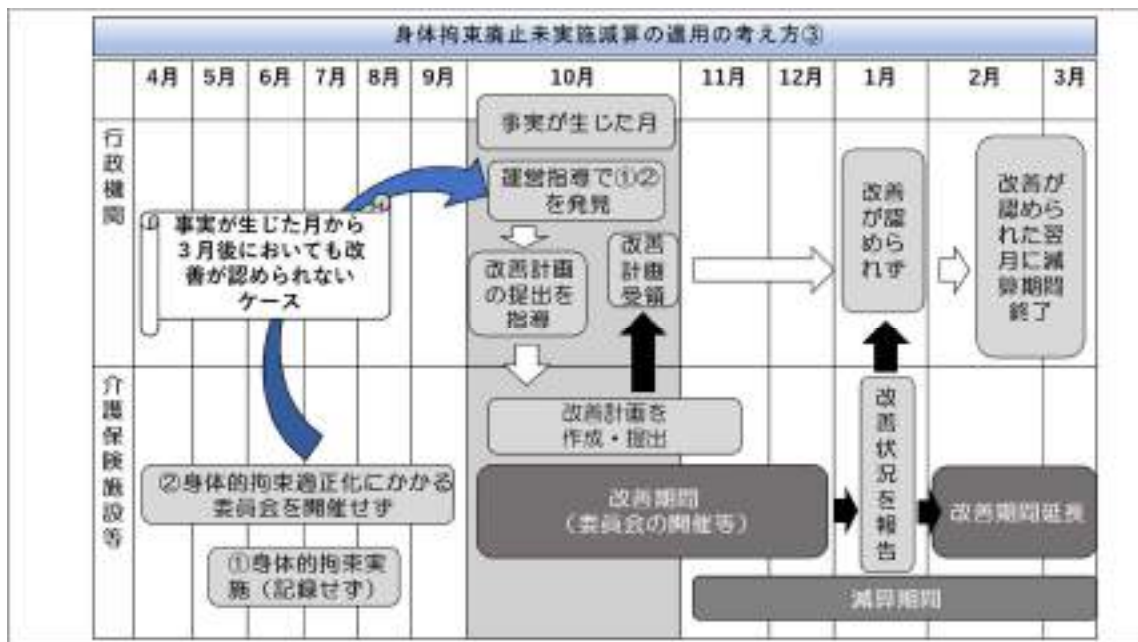 身体拘束廃止未実施減算の適用の考え方③
4月
5月
6月
7月
8月
9月
10月
11月
12月
1月
2月
3月
行政機関
事実が生じた月
運営指導で①②
を発見
事実が生じた月から
3月後においても改
善が認められない
ケース
改善計画
の提出を
指導
改善
計画
受領
改善
が認
めら
れず
改善が
認めら
れた翌
月に減
算期間
終了
介護保険施設等
改善計画を
作成・提出
②身体的拘束適正化にかかる
委員会を開催せず
①身体的拘束実
施(記録せず)
改善期間
(委員会の開催等)
改善状況を報告
改善期間延長
減算期間